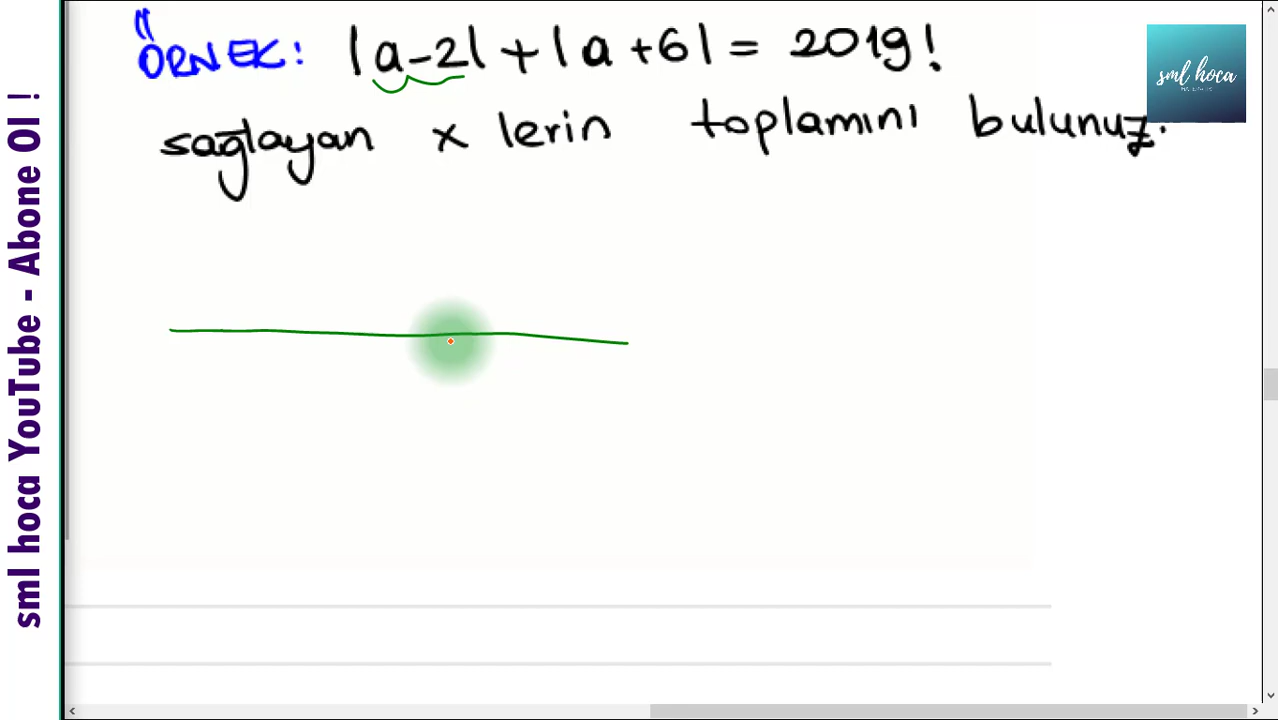 ÖRNEK: |a-2|+|a+6| = 2019!
sağlayan x lerin toplamını bulunuz.
sml hoca
sml hoca YouTube - Abone Ol !